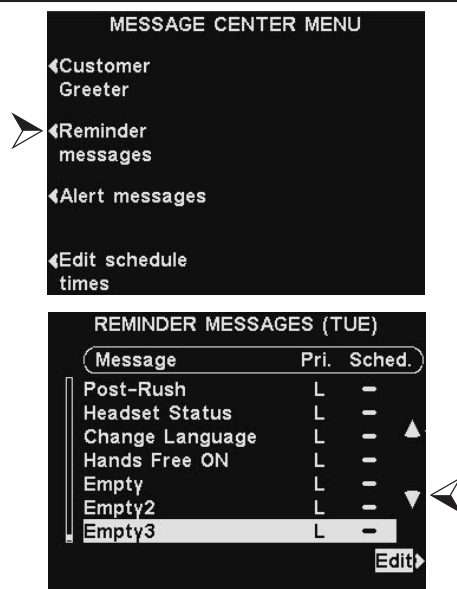 MESSAGE CENTER MENU
Customer
Greeter
Reminder
messages
Alert messages
Edit schedule
times
REMINDER MESSAGES (TUE)
Message Pri. Sched.
Post-Rush L –
Headset Status L –
Change Language L –
Hands Free ON L –
Empty L –
Empty2 L –
Empty3 L –
Edit